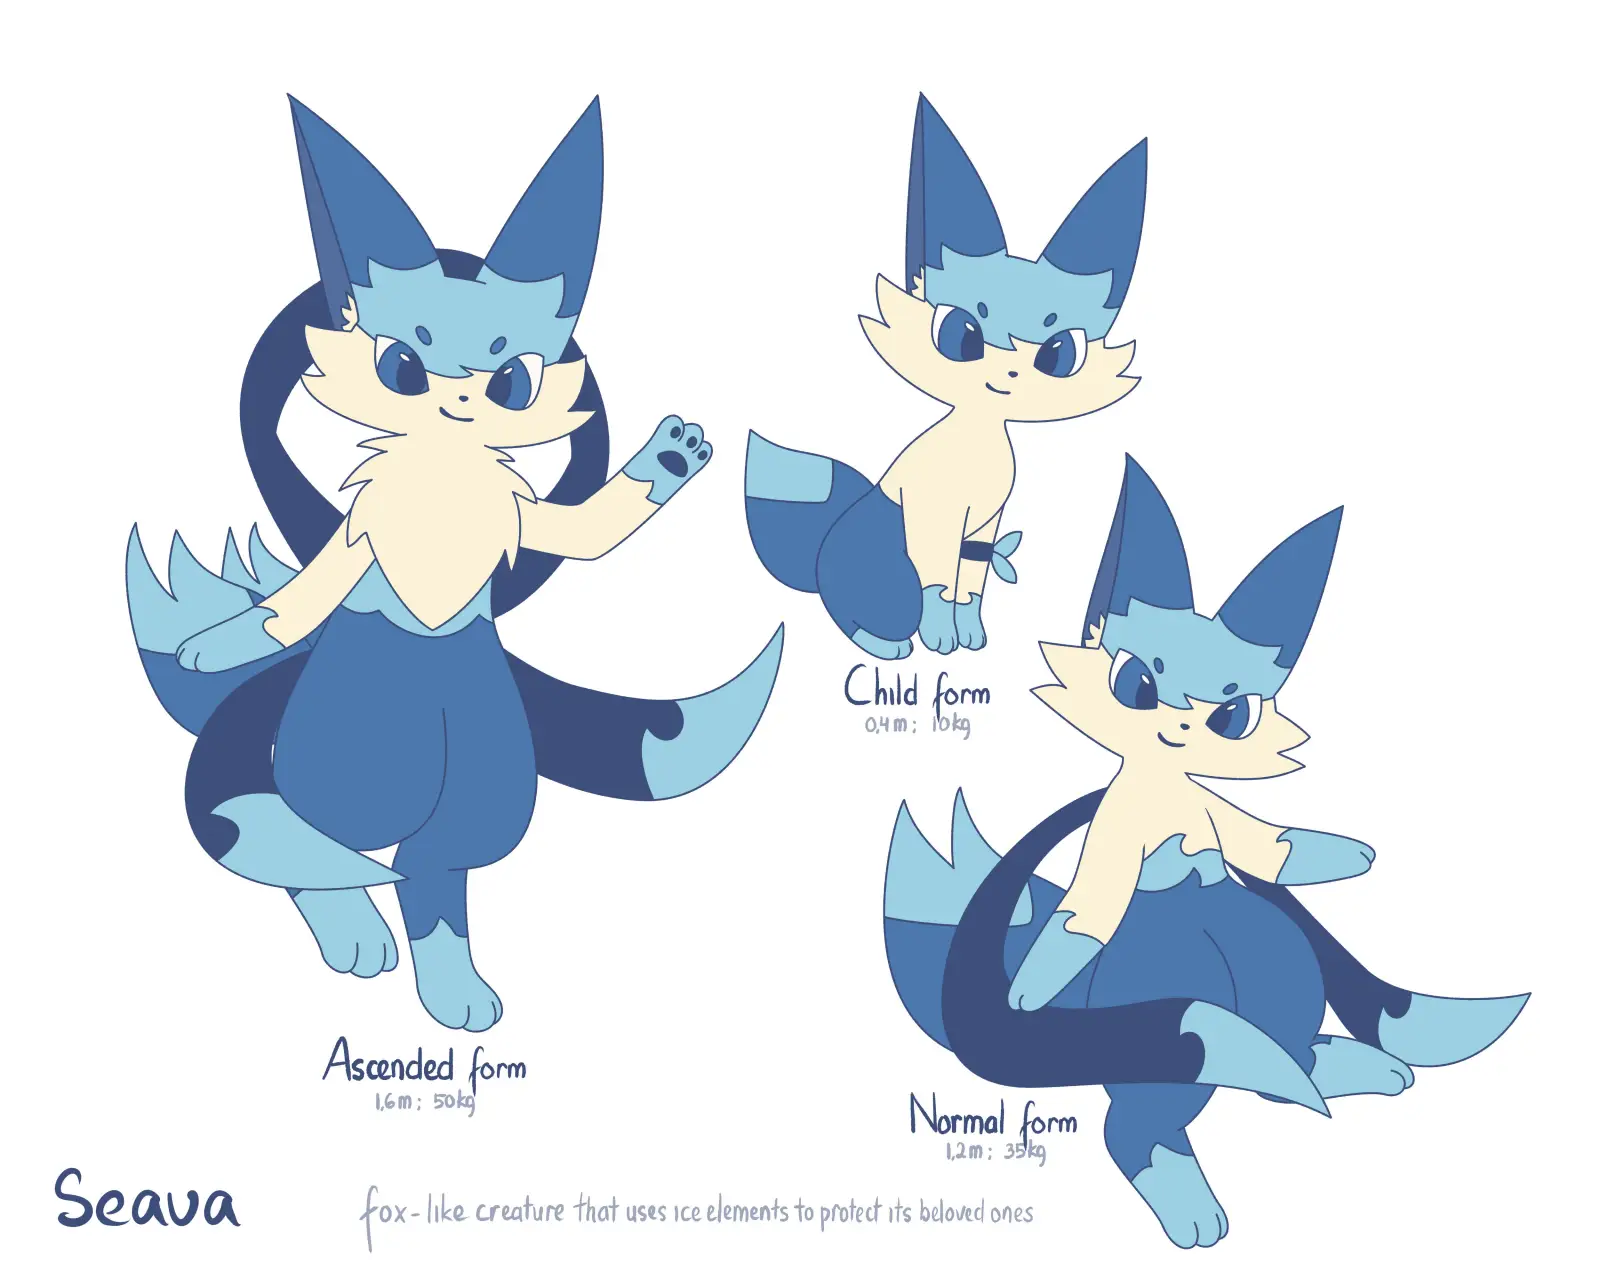 Child form
0,4m; 10kg
Ascended form
1,6m; 50kg
Normal form
1,2m; 35kg
Seava
fox-like creature that uses ice elements to protect its beloved ones